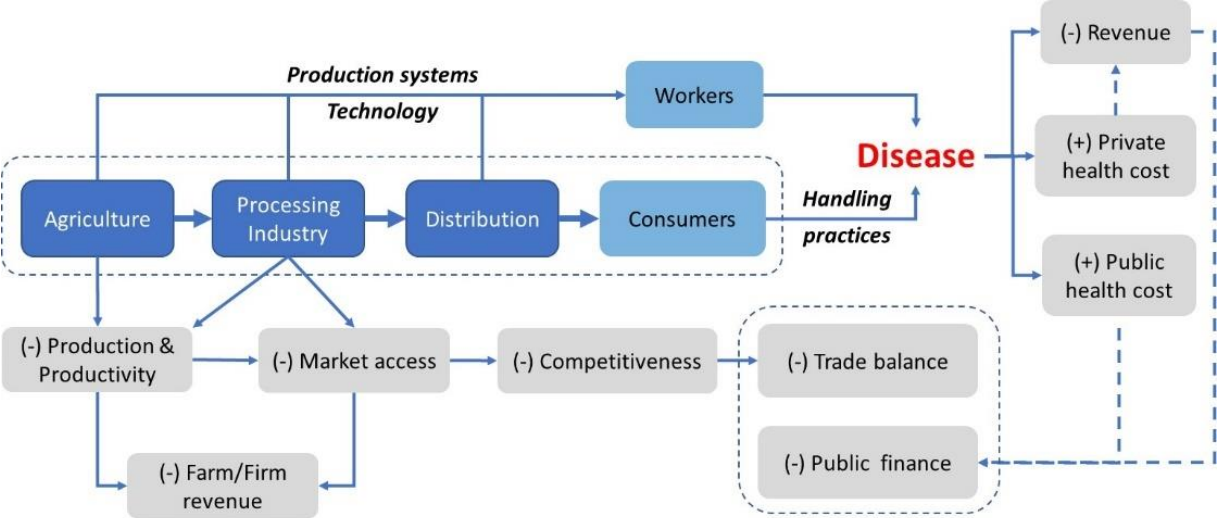 (-) Revenue
Production systems
Technology
Workers
(+) Private
health cost
Disease
Agriculture
Processing
Industry
Distribution
Consumers
Handling
practices
(+) Public
health cost
(-) Production &
Productivity
(-) Market access
(-) Competitiveness
(-) Trade balance
(-) Public finance
(-) Farm/Firm
revenue